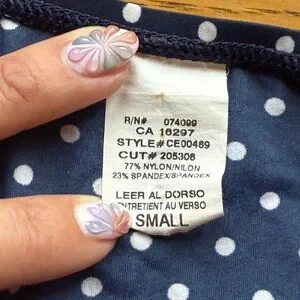 R/N# 074099
CA 16297
STYLE# CE00469
CUT# 205306
77% NYLON/NILON
23% SPANDEX/SPANDEX
LEER AL DORSO
ENTRETIENT AU VERSO
SMALL